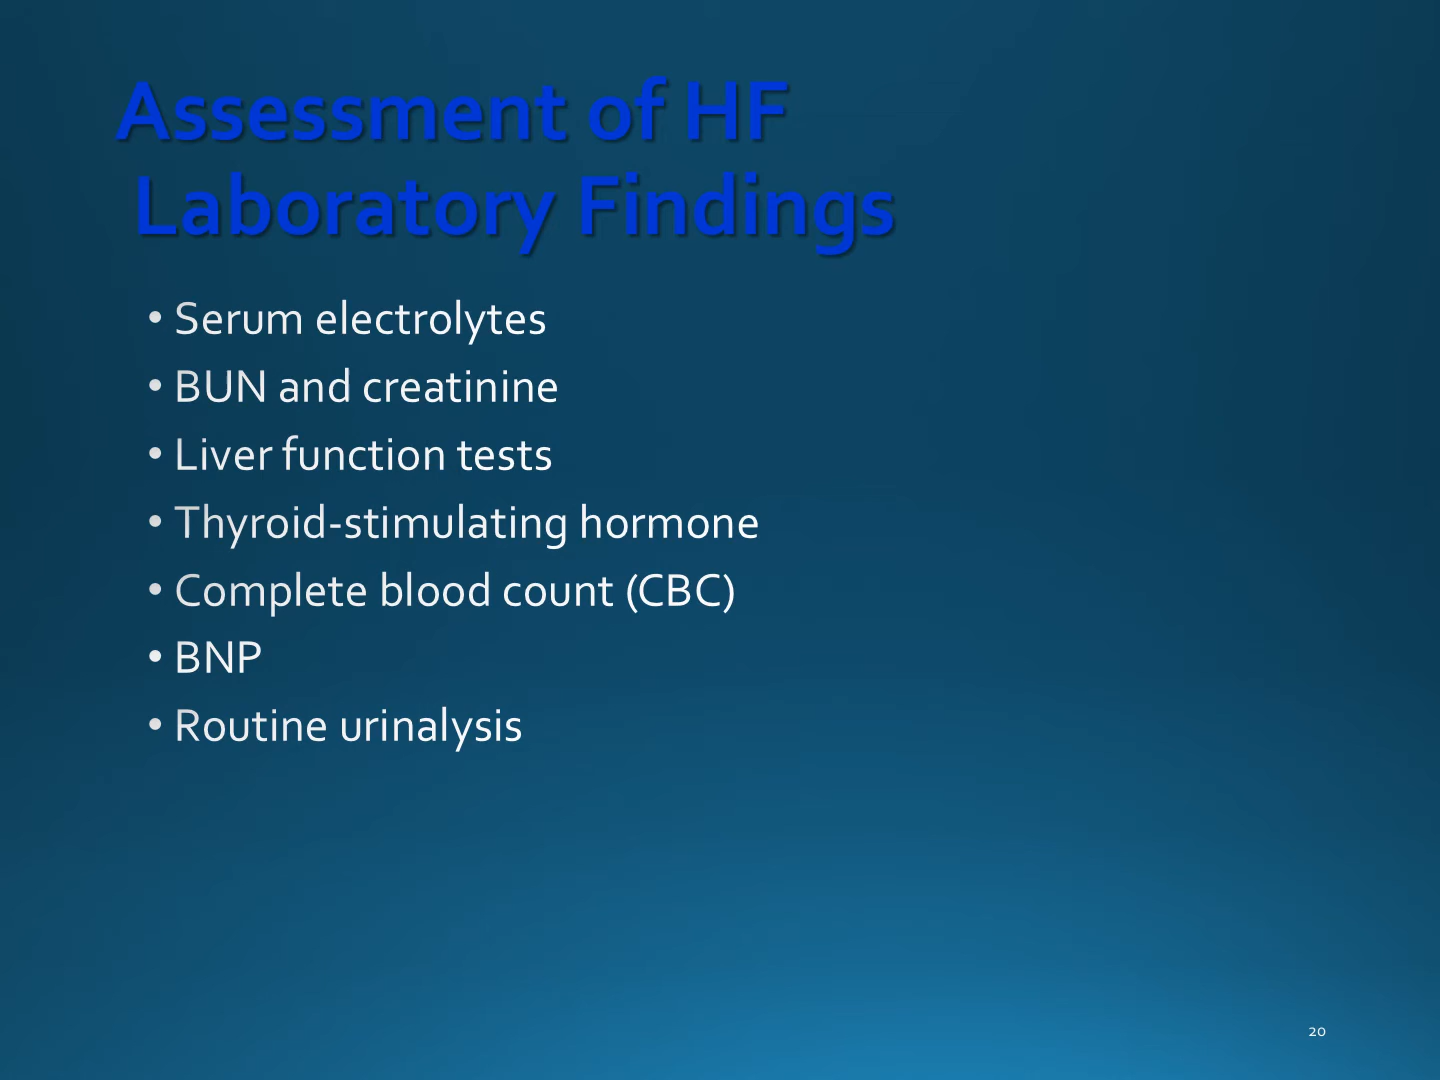 Assessment of HF
Laboratory Findings
• Serum electrolytes
• BUN and creatinine
• Liver function tests
• Thyroid-stimulating hormone
• Complete blood count (CBC)
• BNP
• Routine urinalysis
20